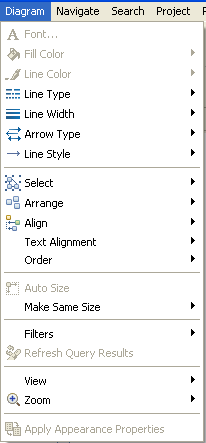 Diagram Navigate Search Project
Font...
Fill Color
Line Color
Line Type
Line Width
Arrow Type
Line Style
Select
Arrange
Align
Text Alignment
Order
Auto Size
Make Same Size
Filters
Refresh Query Results
View
Zoom
Apply Appearance Properties